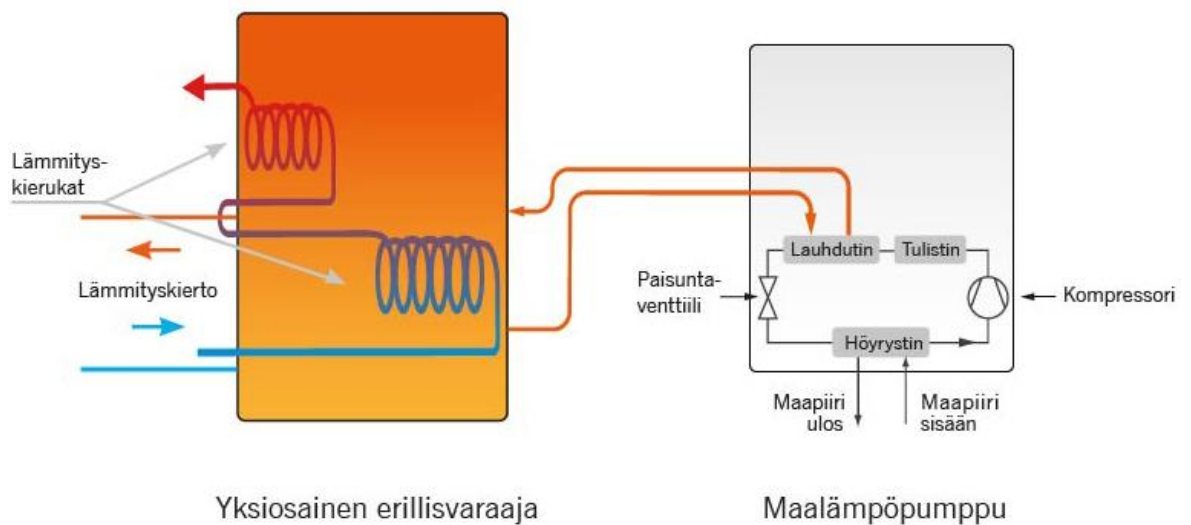 Lämmitys-
kierukat
Lämmityskierto
Lauhdutin
Tulistin
Paisunta-
venttiili
Kompressori
Höyrystin
Maapiiri
ulos
Maapiiri
sisään
Yksiosainen erillisvaraaja
Maalämpöpumppu